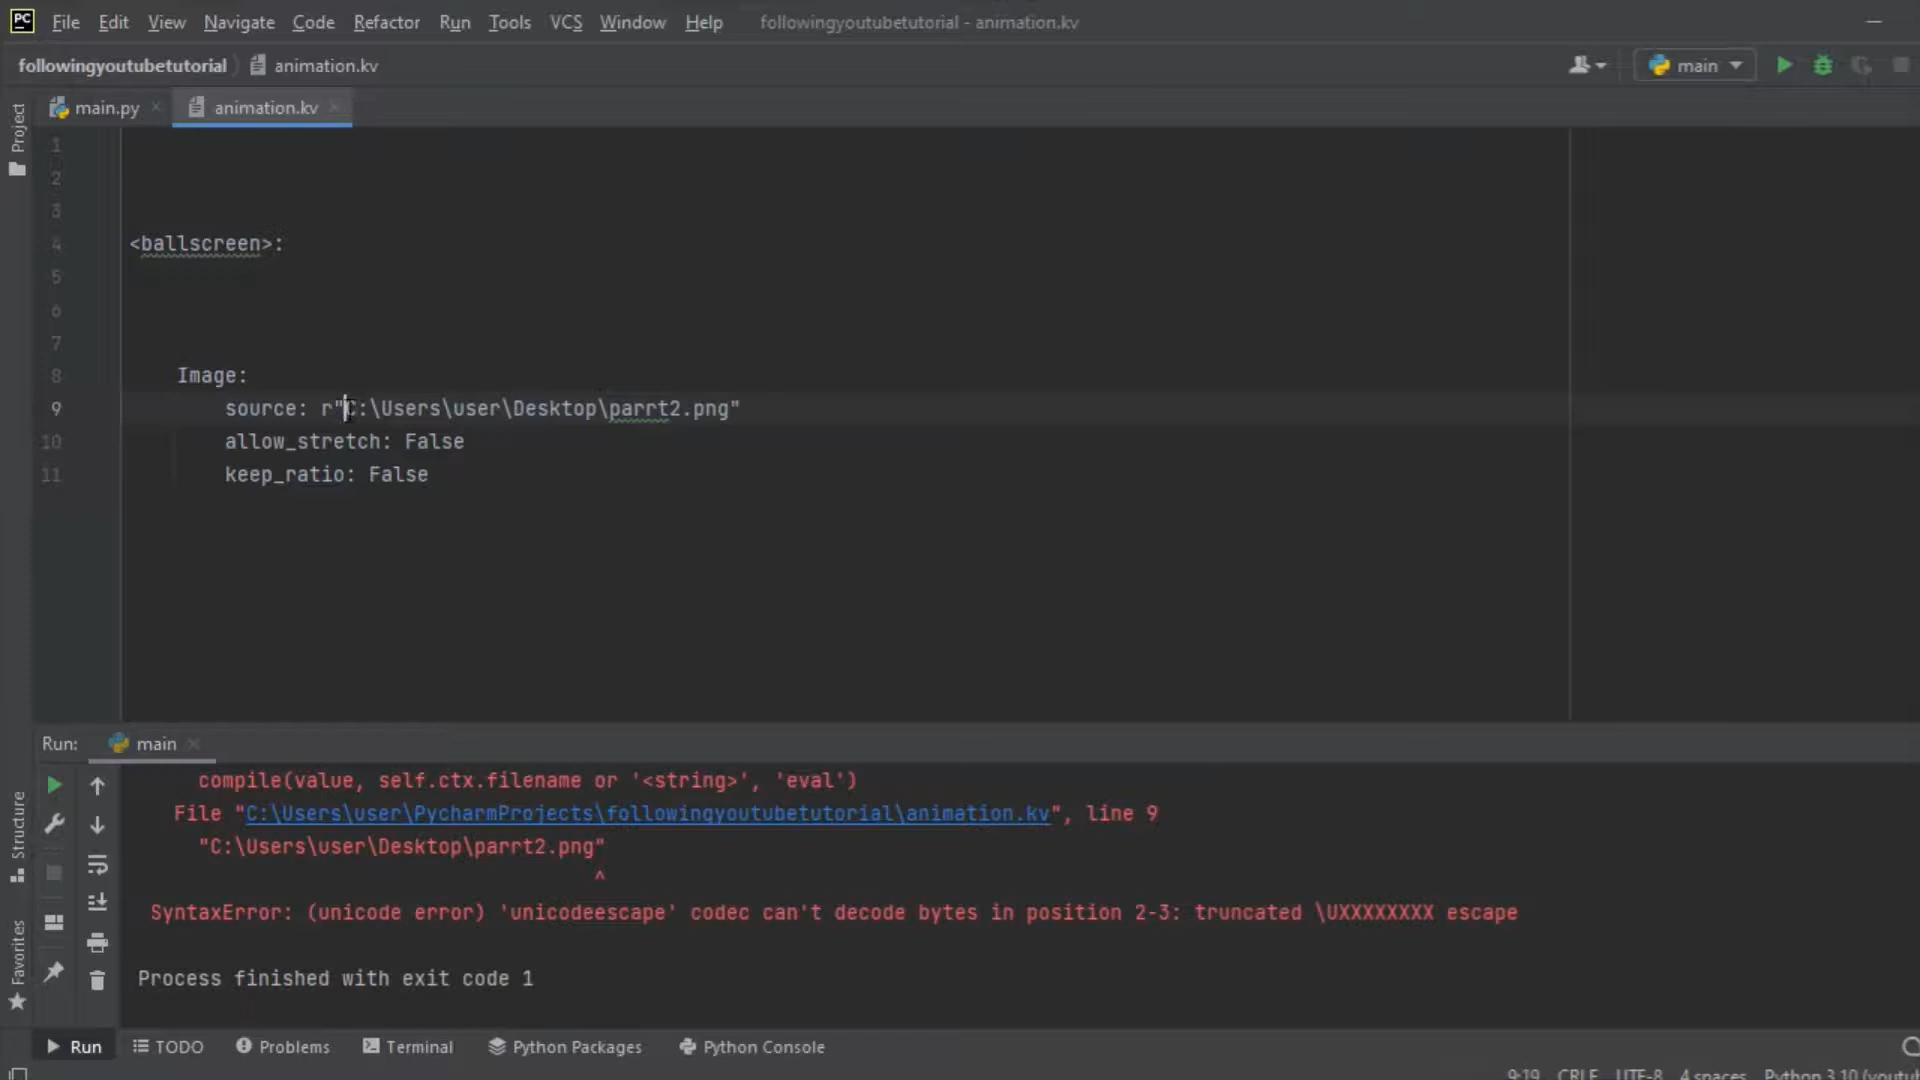 PC File Edit View Navigate Code Refactor Run Tools VCS Window Help followingyoutubetutorial - animation.kv
followingyoutubetutorial animation.kv main
main.py animation.kv
Project
1
2
3
4 <ballscreen>:
5
6
7
8 Image:
9 source: r"C:\Users\user\Desktop\parrt2.png"
10 allow_stretch: False
11 keep_ratio: False
Run: main
compile(value, self.ctx.filename or '<string>', 'eval')
File "C:\Users\user\PycharmProjects\followingyoutubetutorial\animation.kv", line 9
"C:\Users\user\Desktop\parrt2.png"
^
SyntaxError: (unicode error) 'unicodeescape' codec can't decode bytes in position 2-3: truncated \UXXXXXXXX escape
Process finished with exit code 1
Structure
Favorites
Run TODO Problems Terminal Python Packages Python Console
9:19 CRLF UTF-8 4 spaces Python 3.10